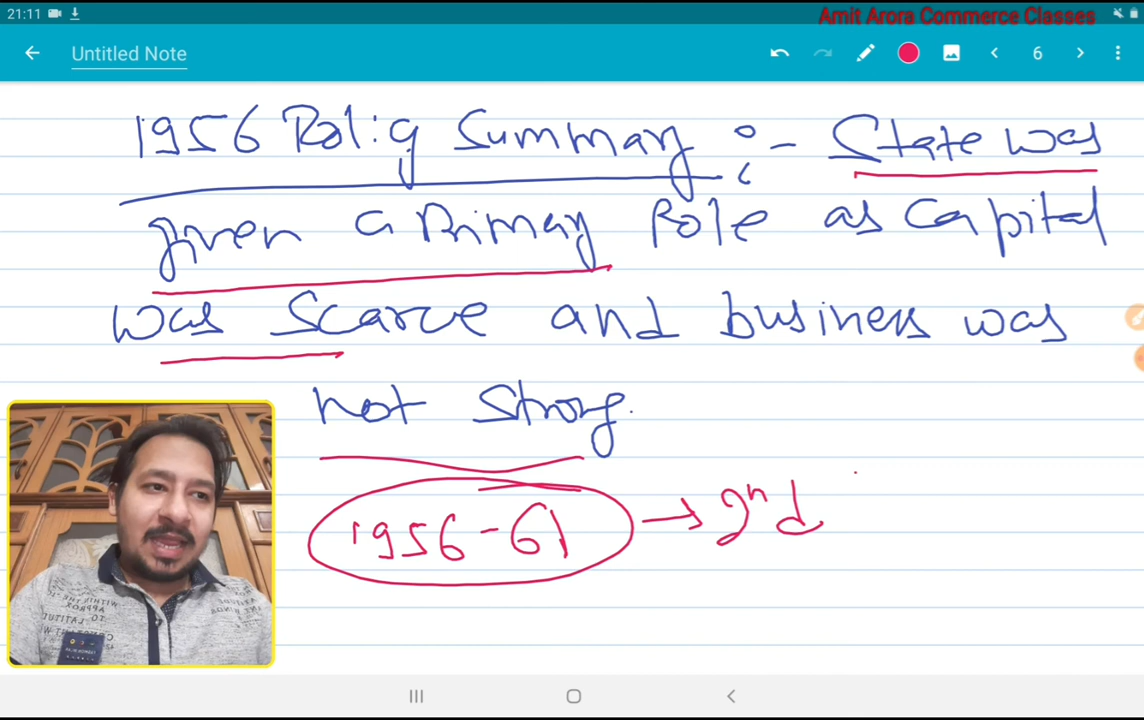 21:11
Amit Arora Commerce Classes
Untitled Note
6
1956 Policy Summary :- State was
given a Primary Role as Capital
was Scarce and business was
not strong.
1956-61 → 2nd